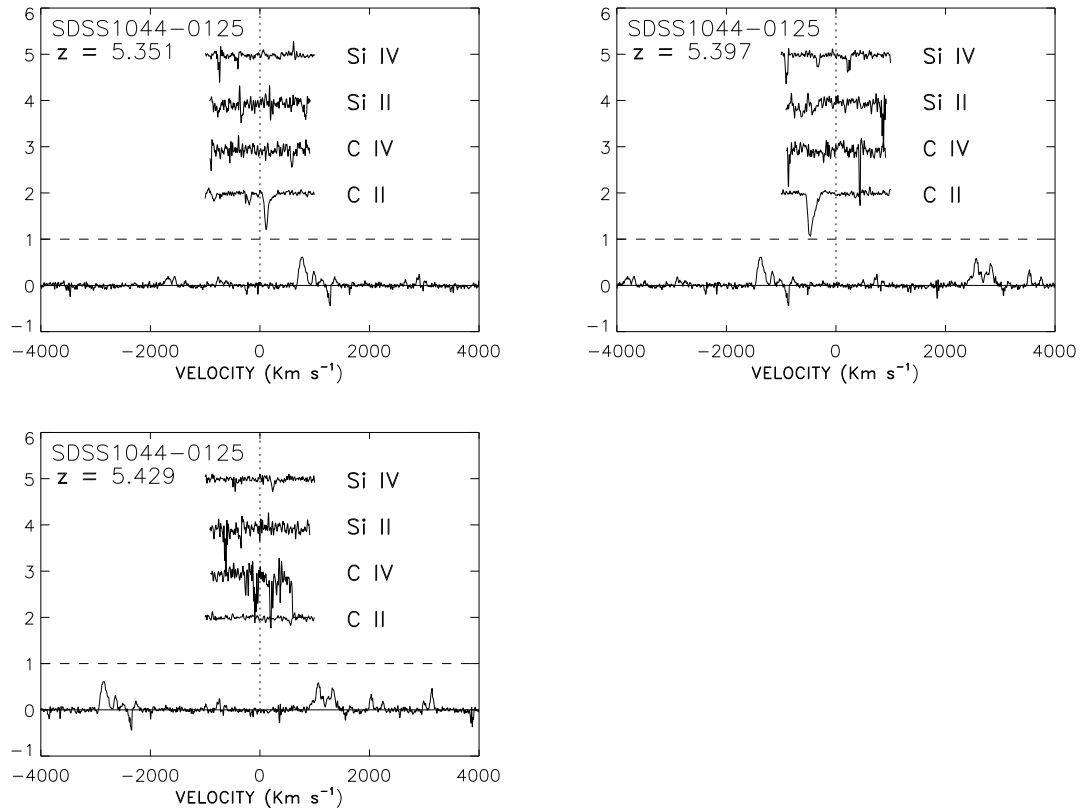 SDSS1044-0125
z = 5.351
Si IV
Si II
C IV
C II
6
5
4
3
2
1
0
-1
-4000 -2000 0 2000 4000
VELOCITY (Km s⁻¹)
SDSS1044-0125
z = 5.397
Si IV
Si II
C IV
C II
6
5
4
3
2
1
0
-1
-4000 -2000 0 2000 4000
VELOCITY (Km s⁻¹)
SDSS1044-0125
z = 5.429
Si IV
Si II
C IV
C II
6
5
4
3
2
1
0
-1
-4000 -2000 0 2000 4000
VELOCITY (Km s⁻¹)